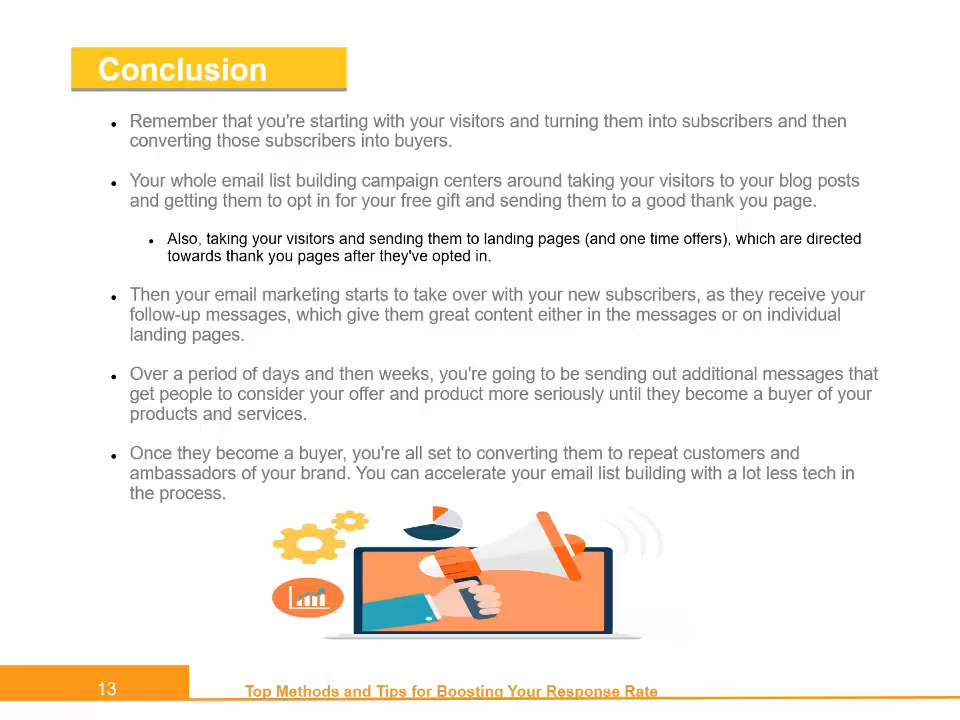 Conclusion
Remember that you're starting with your visitors and turning them into subscribers and then
converting those subscribers into buyers.
Your whole email list building campaign centers around taking your visitors to your blog posts
and getting them to opt in for your free gift and sending them to a good thank you page.
Also, taking your visitors and sending them to landing pages (and one time offers), which are directed
towards thank you pages after they've opted in.
Then your email marketing starts to take over with your new subscribers, as they receive your
follow-up messages, which give them great content either in the messages or on individual
landing pages.
Over a period of days and then weeks, you're going to be sending out additional messages that
get people to consider your offer and product more seriously until they become a buyer of your
products and services.
Once they become a buyer, you're all set to converting them to repeat customers and
ambassadors of your brand. You can accelerate your email list building with a lot less tech in
the process.
13
Top Methods and Tips for Boosting Your Response Rate